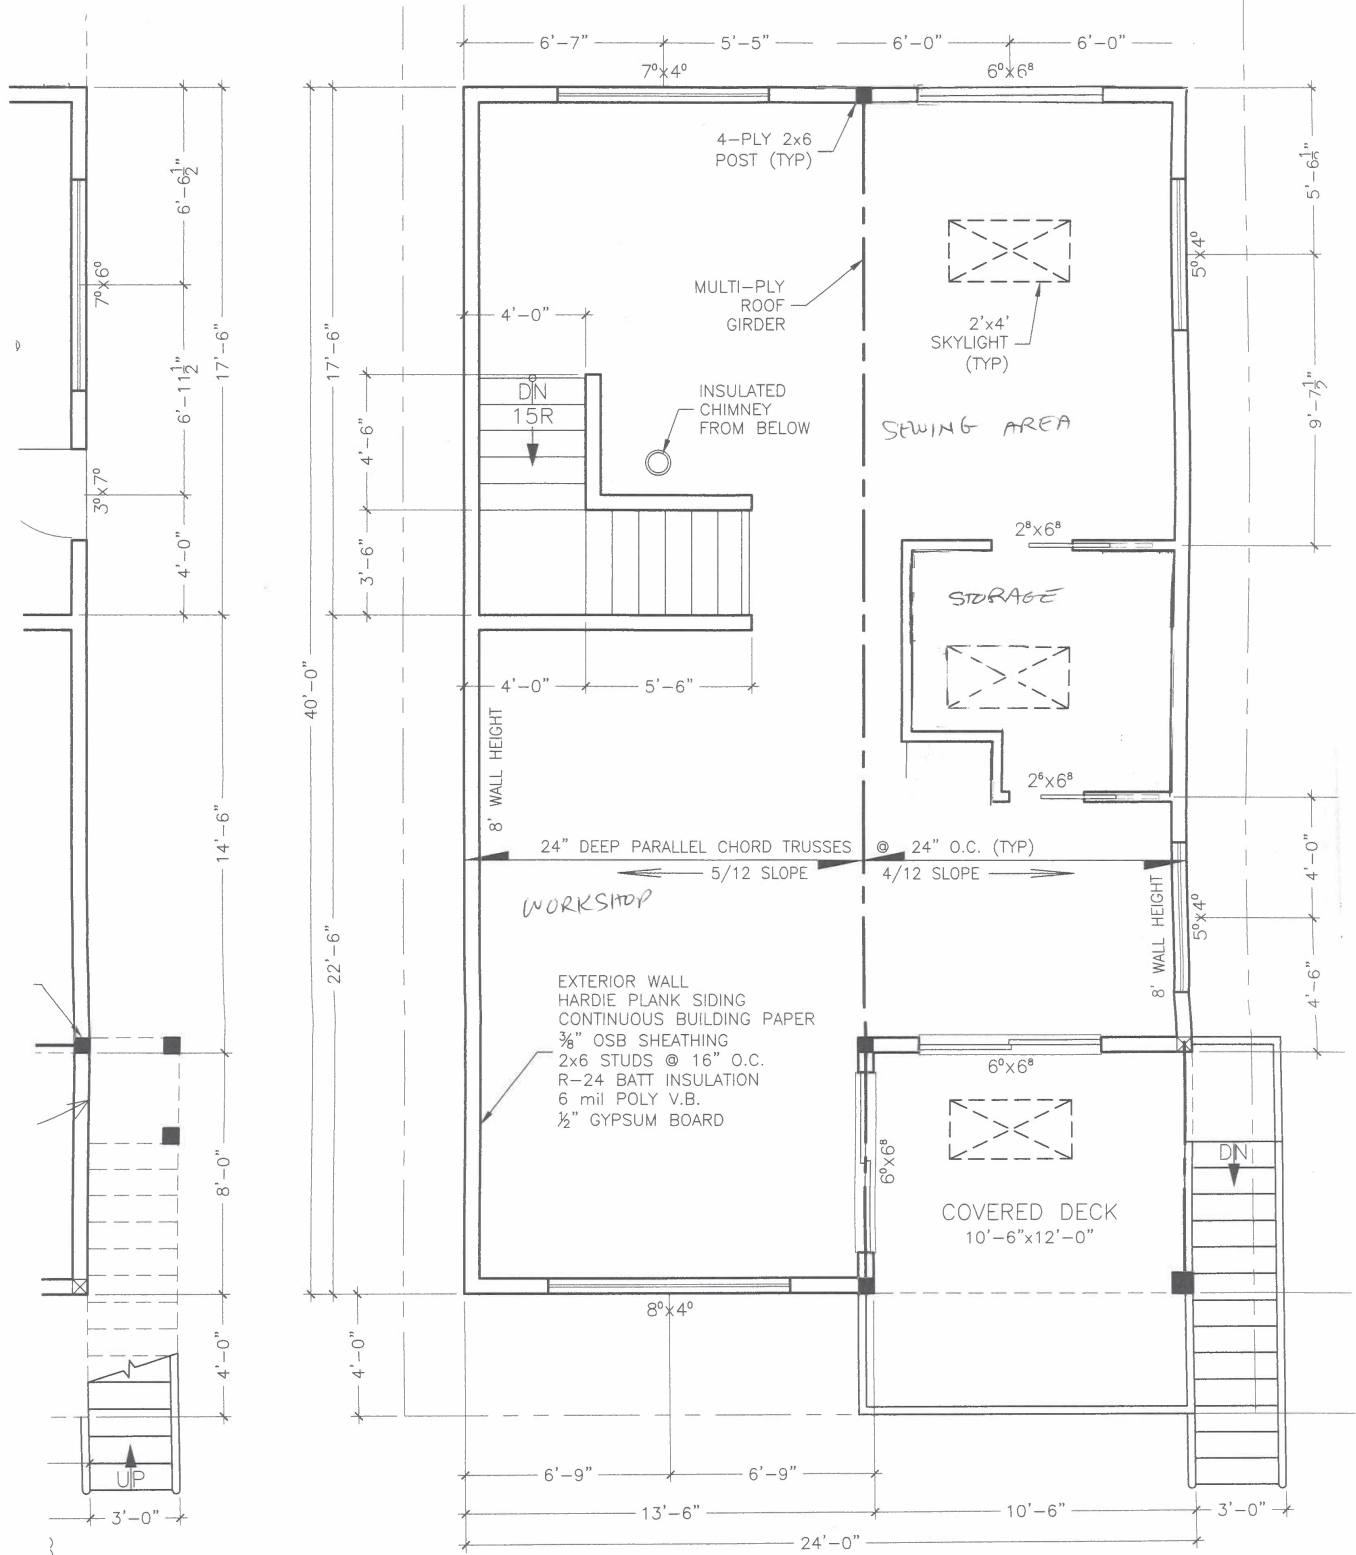 6'-7"
5'-5"
6'-0"
6'-0"
7⁰x4⁰
6⁰x6⁸
4-PLY 2x6
POST (TYP)
6'-6½"
5'-6½"
7⁰x6⁰
5⁰x4⁰
MULTI-PLY
ROOF
GIRDER
4'-0"
2'x4'
SKYLIGHT
(TYP)
17'-6"
17'-6"
6'-11½"
9'-7½"
DN
15R
INSULATED
CHIMNEY
FROM BELOW
SEWING AREA
4'-6"
3⁰x7⁰
2⁸x6⁸
4'-0"
3'-6"
STORAGE
4'-0"
5'-6"
40'-0"
8' WALL HEIGHT
2⁶x6⁸
14'-6"
24" DEEP PARALLEL CHORD TRUSSES @ 24" O.C. (TYP)
5/12 SLOPE
4/12 SLOPE
4'-0"
WORKSHOP
5⁰x4⁰
8' WALL HEIGHT
22'-6"
4'-6"
EXTERIOR WALL
HARDIE PLANK SIDING
CONTINUOUS BUILDING PAPER
⅜" OSB SHEATHING
2x6 STUDS @ 16" O.C.
R-24 BATT INSULATION
6 mil POLY V.B.
½" GYPSUM BOARD
6⁰x6⁸
6⁰x6⁸
DN
8'-0"
COVERED DECK
10'-6"x12'-0"
8⁰x4⁰
4'-0"
4'-0"
UP
6'-9"
6'-9"
3'-0"
13'-6"
10'-6"
3'-0"
24'-0"